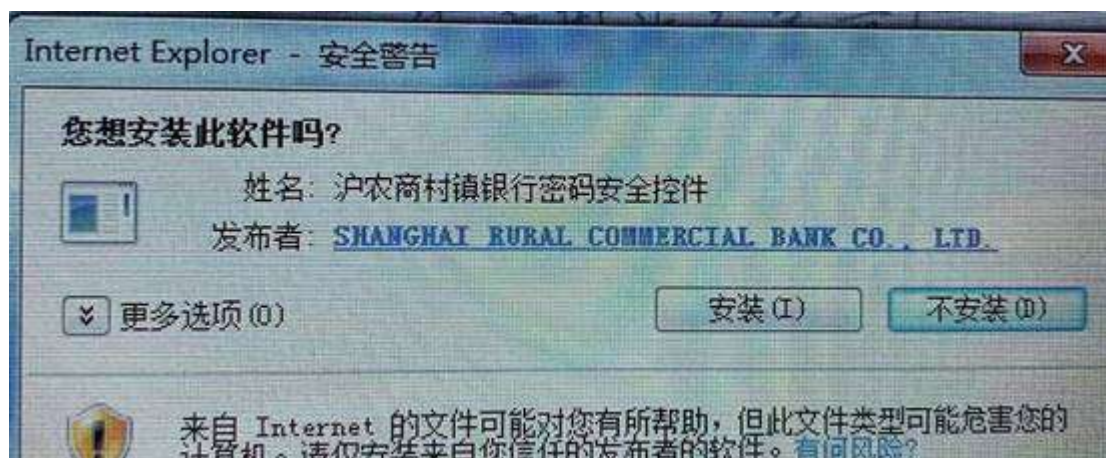 Internet Explorer - 安全警告
您想安装此软件吗?
姓名: 沪农商村镇银行密码安全控件
发布者: SHANGHAI RURAL COMMERCIAL BANK CO., LTD.
更多选项(O)
安装(I)
不安装(D)
来自 Internet 的文件可能对您有所帮助，但此文件类型可能危害您的
计算机。请仅安装来自你信任的发布者的软件。有何风险?